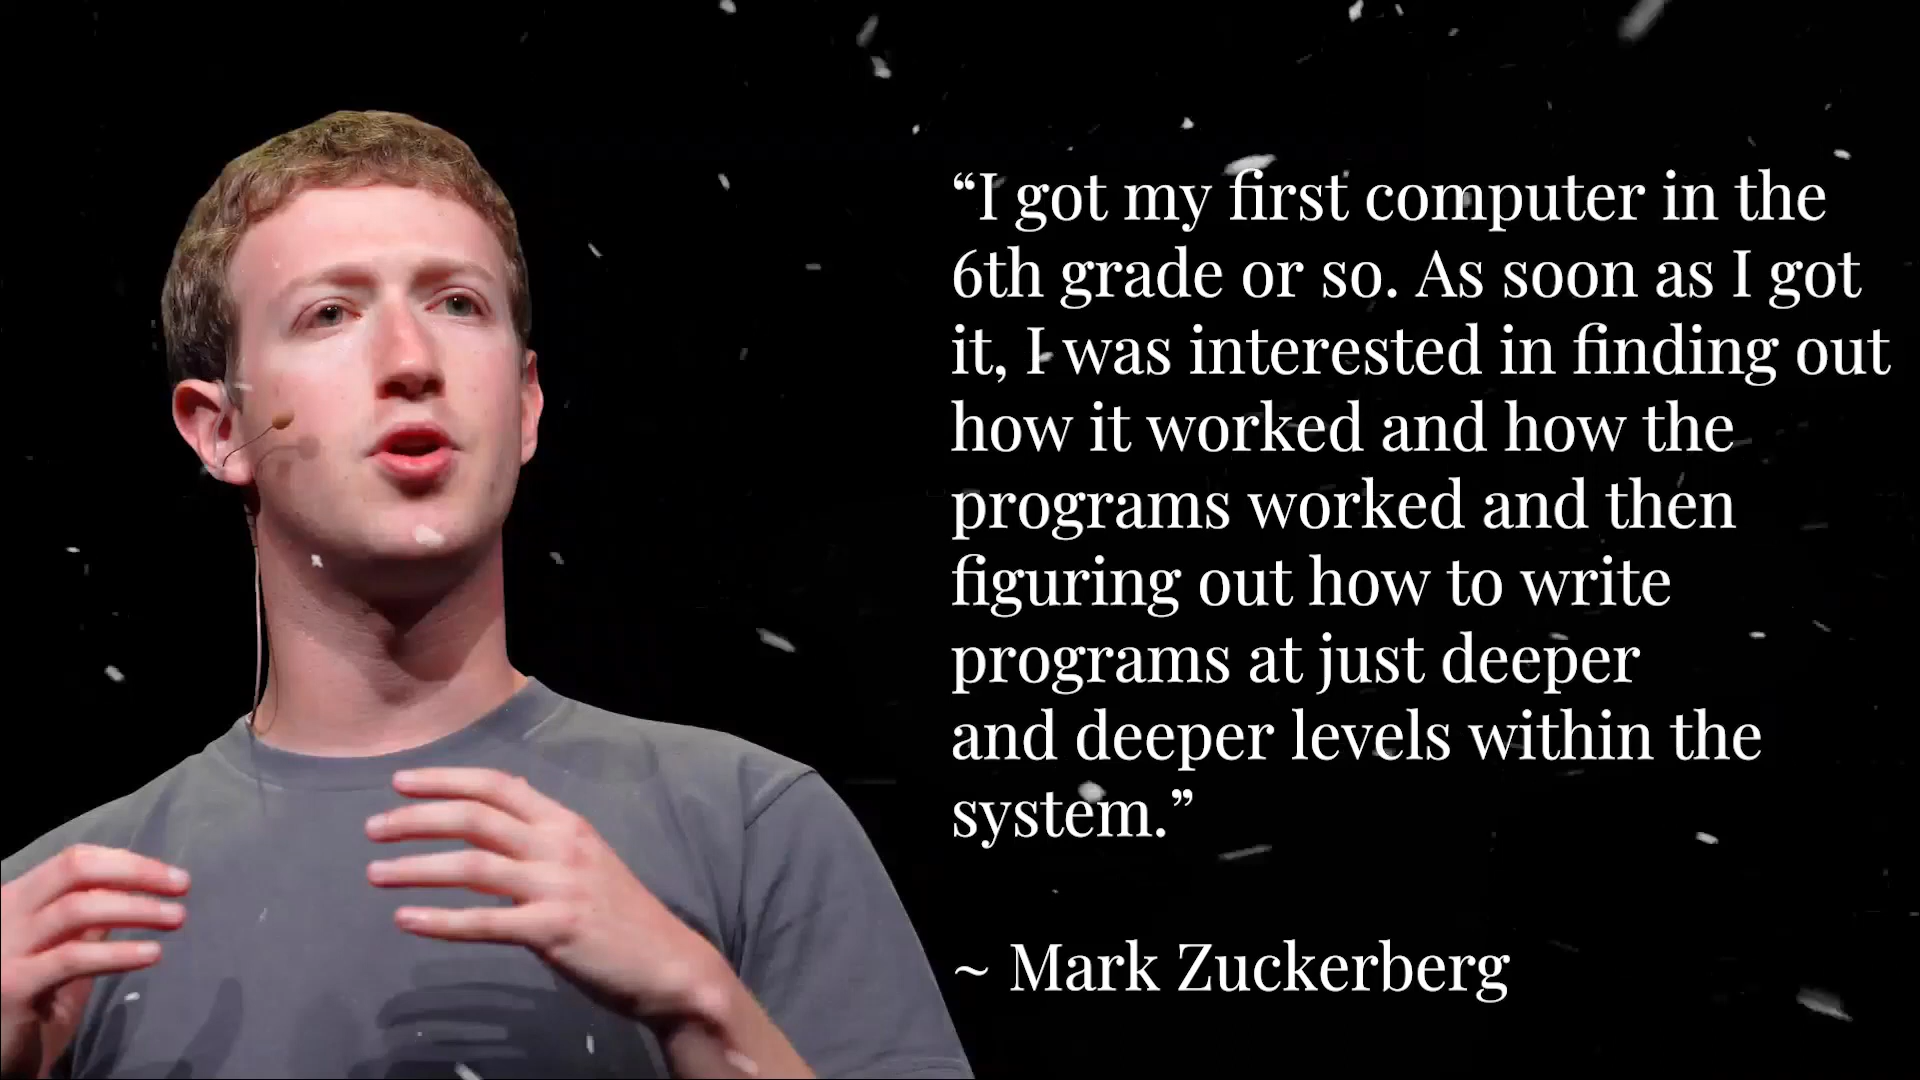 “I got my first computer in the
6th grade or so. As soon as I got
it, I was interested in finding out
how it worked and how the
programs worked and then
figuring out how to write
programs at just deeper
and deeper levels within the
system.”
~ Mark Zuckerberg